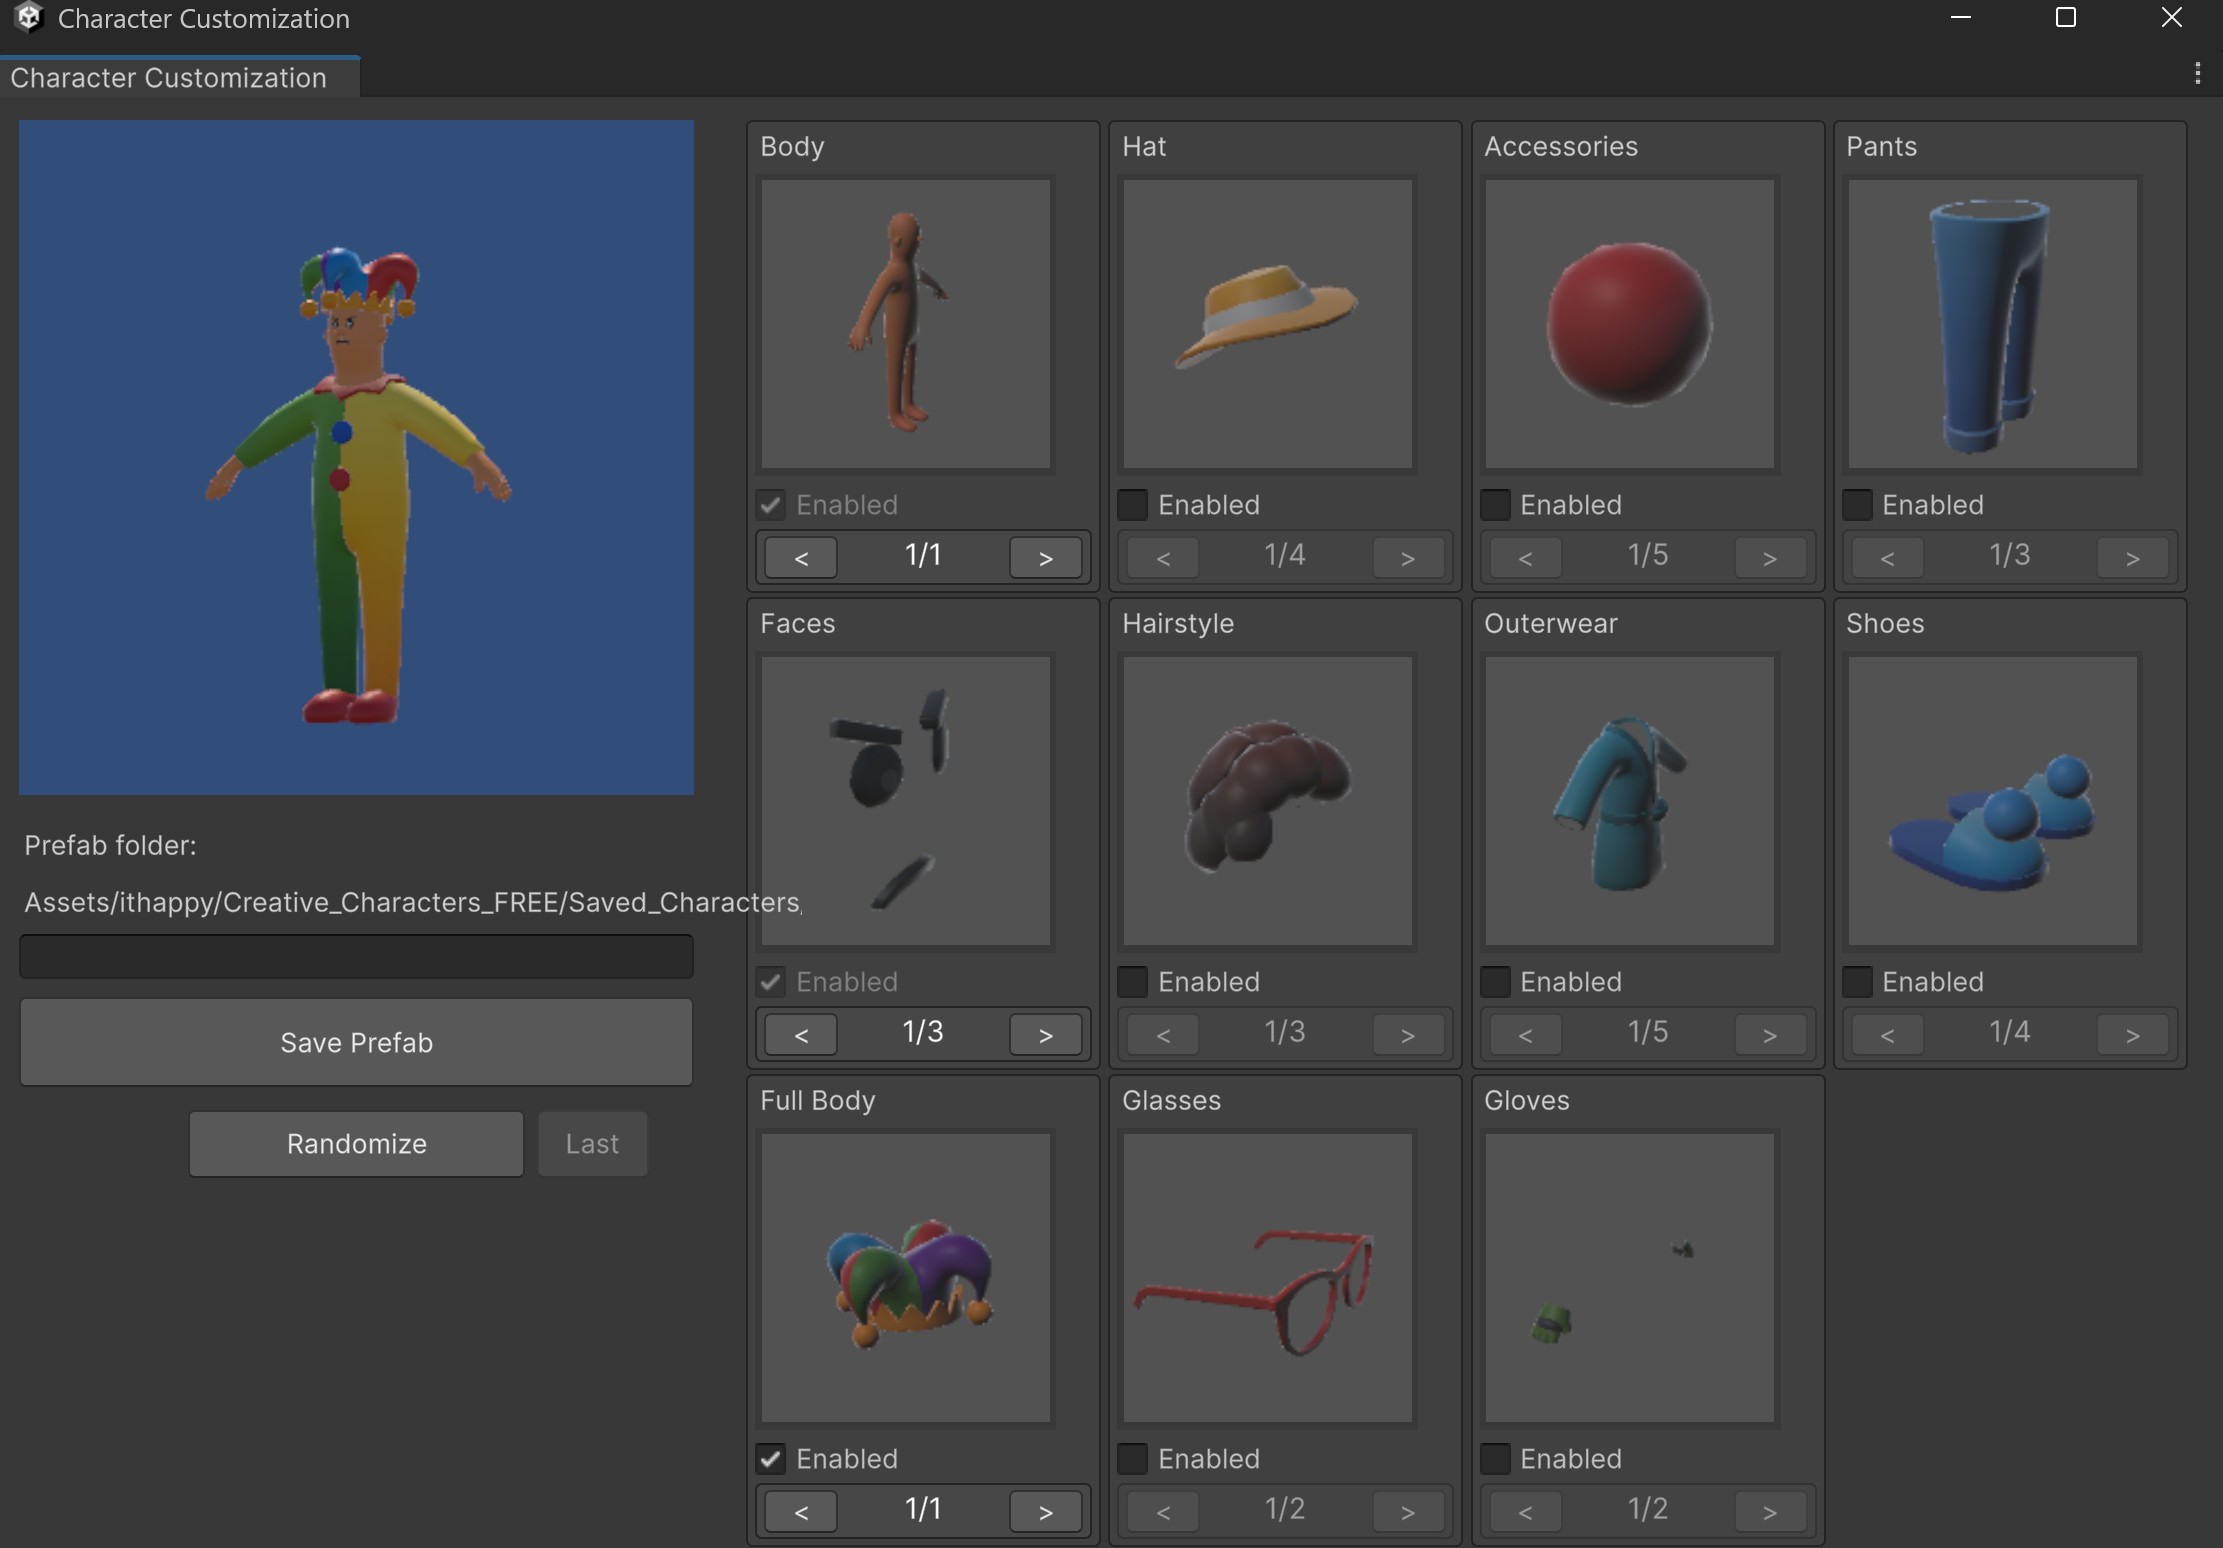 Character Customization
Character Customization
Body
Hat
Accessories
Pants
Enabled
Enabled
Enabled
Enabled
< 1/1 >
< 1/4 >
< 1/5 >
< 1/3 >
Faces
Hairstyle
Outerwear
Shoes
Enabled
Enabled
Enabled
Enabled
< 1/3 >
< 1/3 >
< 1/5 >
< 1/4 >
Full Body
Glasses
Gloves
Enabled
Enabled
Enabled
< 1/1 >
< 1/2 >
< 1/2 >
Prefab folder:
Assets/ithappy/Creative_Characters_FREE/Saved_Characters/
Save Prefab
Randomize
Last